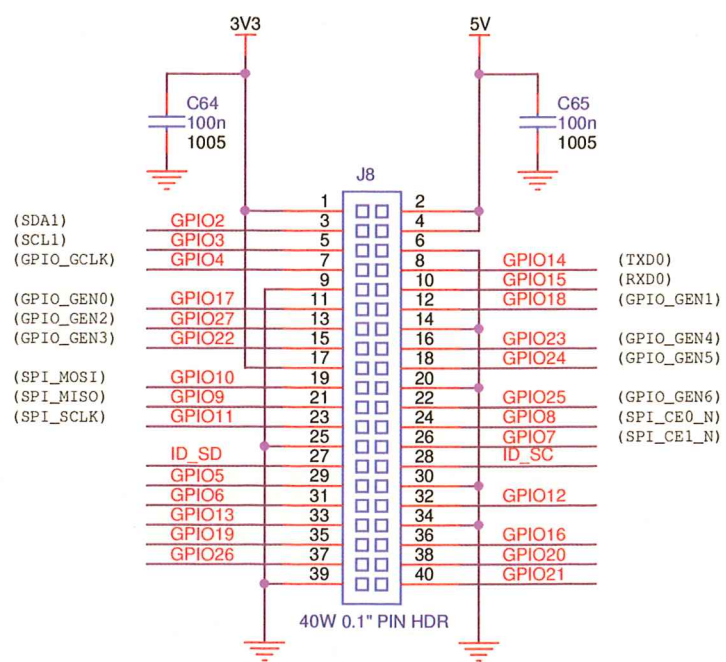 3V3 5V
C64 C65
100n 100n
1005 1005
J8
1 2
(SDA1) GPIO2 3 4
(SCL1) GPIO3 5 6
(GPIO_GCLK) GPIO4 7 8 GPIO14 (TXD0)
9 10 GPIO15 (RXD0)
(GPIO_GEN0) GPIO17 11 12 GPIO18 (GPIO_GEN1)
(GPIO_GEN2) GPIO27 13 14
(GPIO_GEN3) GPIO22 15 16 GPIO23 (GPIO_GEN4)
17 18 GPIO24 (GPIO_GEN5)
(SPI_MOSI) GPIO10 19 20
(SPI_MISO) GPIO9 21 22 GPIO25 (GPIO_GEN6)
(SPI_SCLK) GPIO11 23 24 GPIO8 (SPI_CE0_N)
25 26 GPIO7 (SPI_CE1_N)
ID_SD 27 28 ID_SC
GPIO5 29 30
GPIO6 31 32 GPIO12
GPIO13 33 34
GPIO19 35 36 GPIO16
GPIO26 37 38 GPIO20
39 40 GPIO21
40W 0.1" PIN HDR